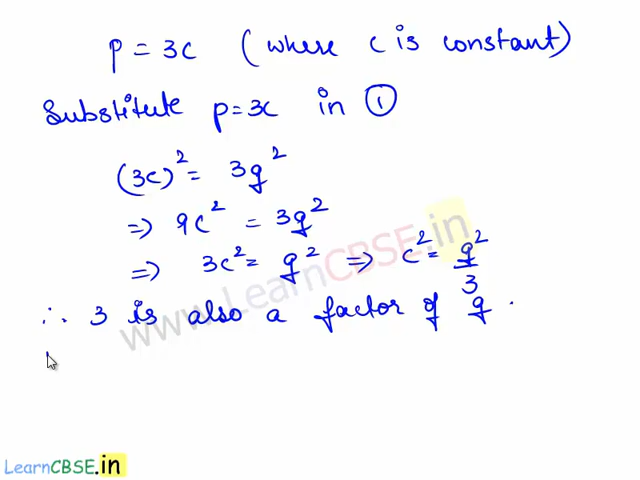 p = 3c (where c is constant)
Substitute p=3c in ①
(3c)² = 3q²
⇒ 9c² = 3q²
⇒ 3c² = q² ⇒ c² = q²/3
∴ 3 is also a factor of q.
www.LearnCBSE.in
LearnCBSE.in